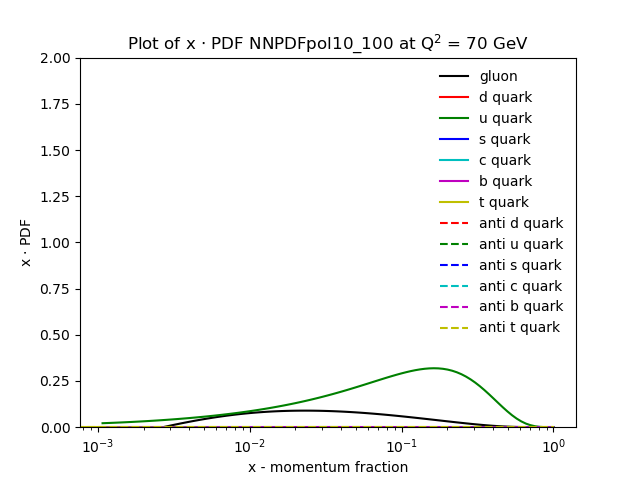 Plot of x · PDF NNPDFpol10_100 at Q² = 70 GeV
2.00
1.75
1.50
1.25
1.00
0.75
0.50
0.25
0.00
x · PDF
gluon
d quark
u quark
s quark
c quark
b quark
t quark
anti d quark
anti u quark
anti s quark
anti c quark
anti b quark
anti t quark
10⁻³ 10⁻² 10⁻¹ 10⁰
x - momentum fraction